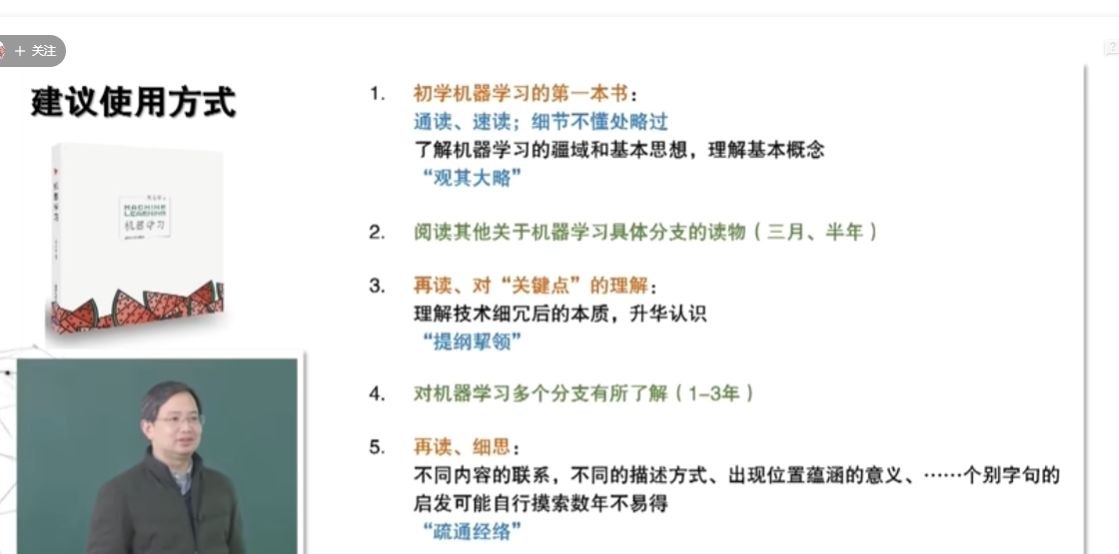 + 关注
建议使用方式
MACHINE
LEARNING
机器学习
机器学习
1. 初学机器学习的第一本书：
通读、速读；细节不懂处略过
了解机器学习的疆域和基本思想，理解基本概念
“观其大略”
2. 阅读其他关于机器学习具体分支的读物（三月、半年）
3. 再读、对“关键点”的理解：
理解技术细冗后的本质，升华认识
“提纲挈领”
4. 对机器学习多个分支有所了解（1-3年）
5. 再读、细思：
不同内容的联系，不同的描述方式、出现位置蕴涵的意义、……个别字句的
启发可能自行摸索数年不易得
“疏通经络”